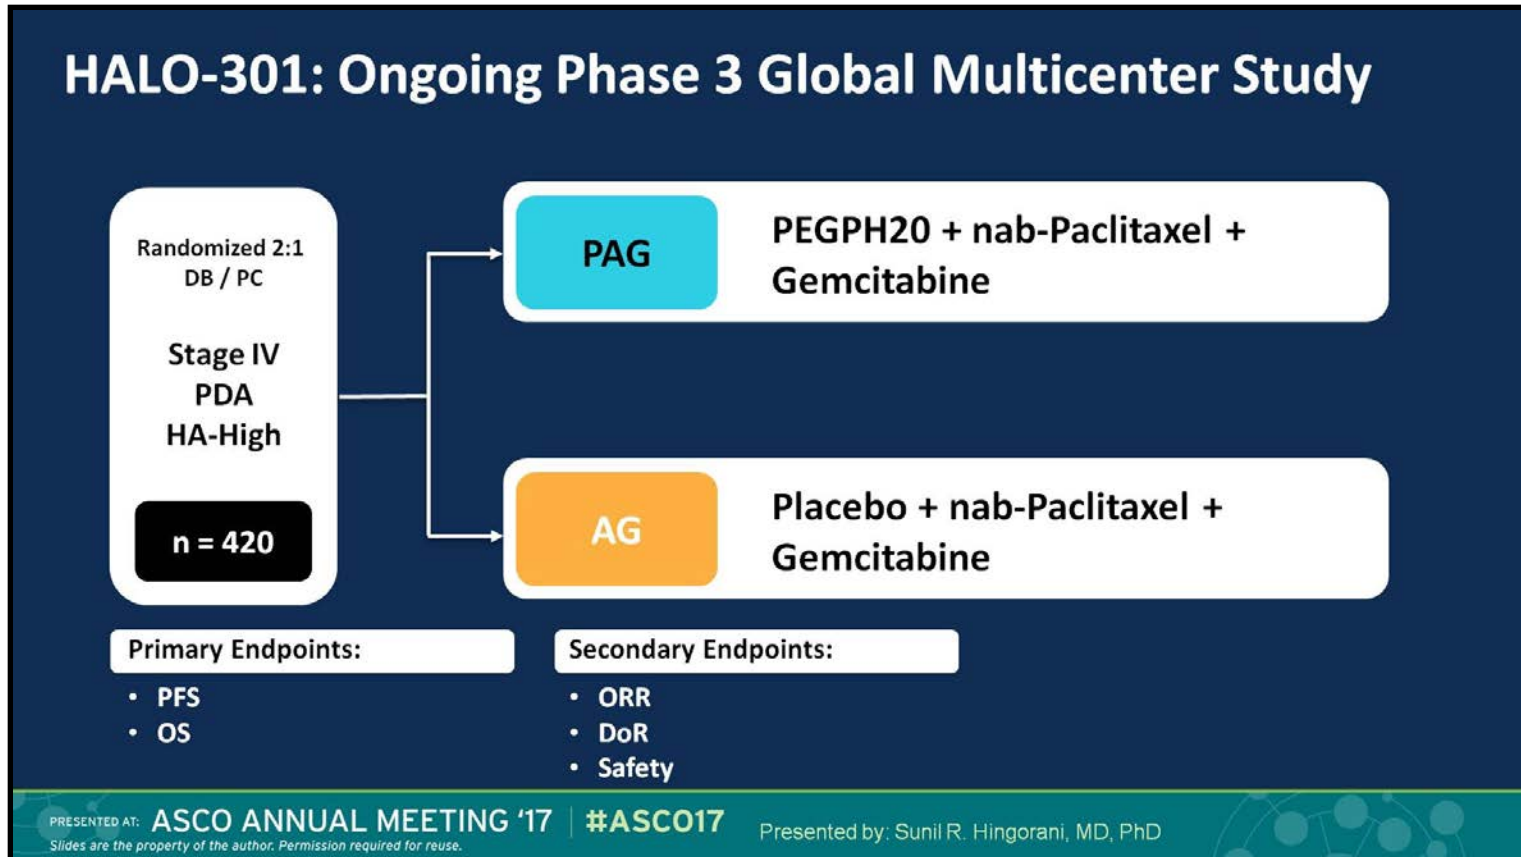 HALO-301: Ongoing Phase 3 Global Multicenter Study
Randomized 2:1
DB / PC
Stage IV
PDA
HA-High
n = 420
PAG
PEGPH20 + nab-Paclitaxel +
Gemcitabine
AG
Placebo + nab-Paclitaxel +
Gemcitabine
Primary Endpoints:
• PFS
• OS
Secondary Endpoints:
• ORR
• DoR
• Safety
PRESENTED AT: ASCO ANNUAL MEETING '17 | #ASCO17
Slides are the property of the author. Permission required for reuse.
Presented by: Sunil R. Hingorani, MD, PhD